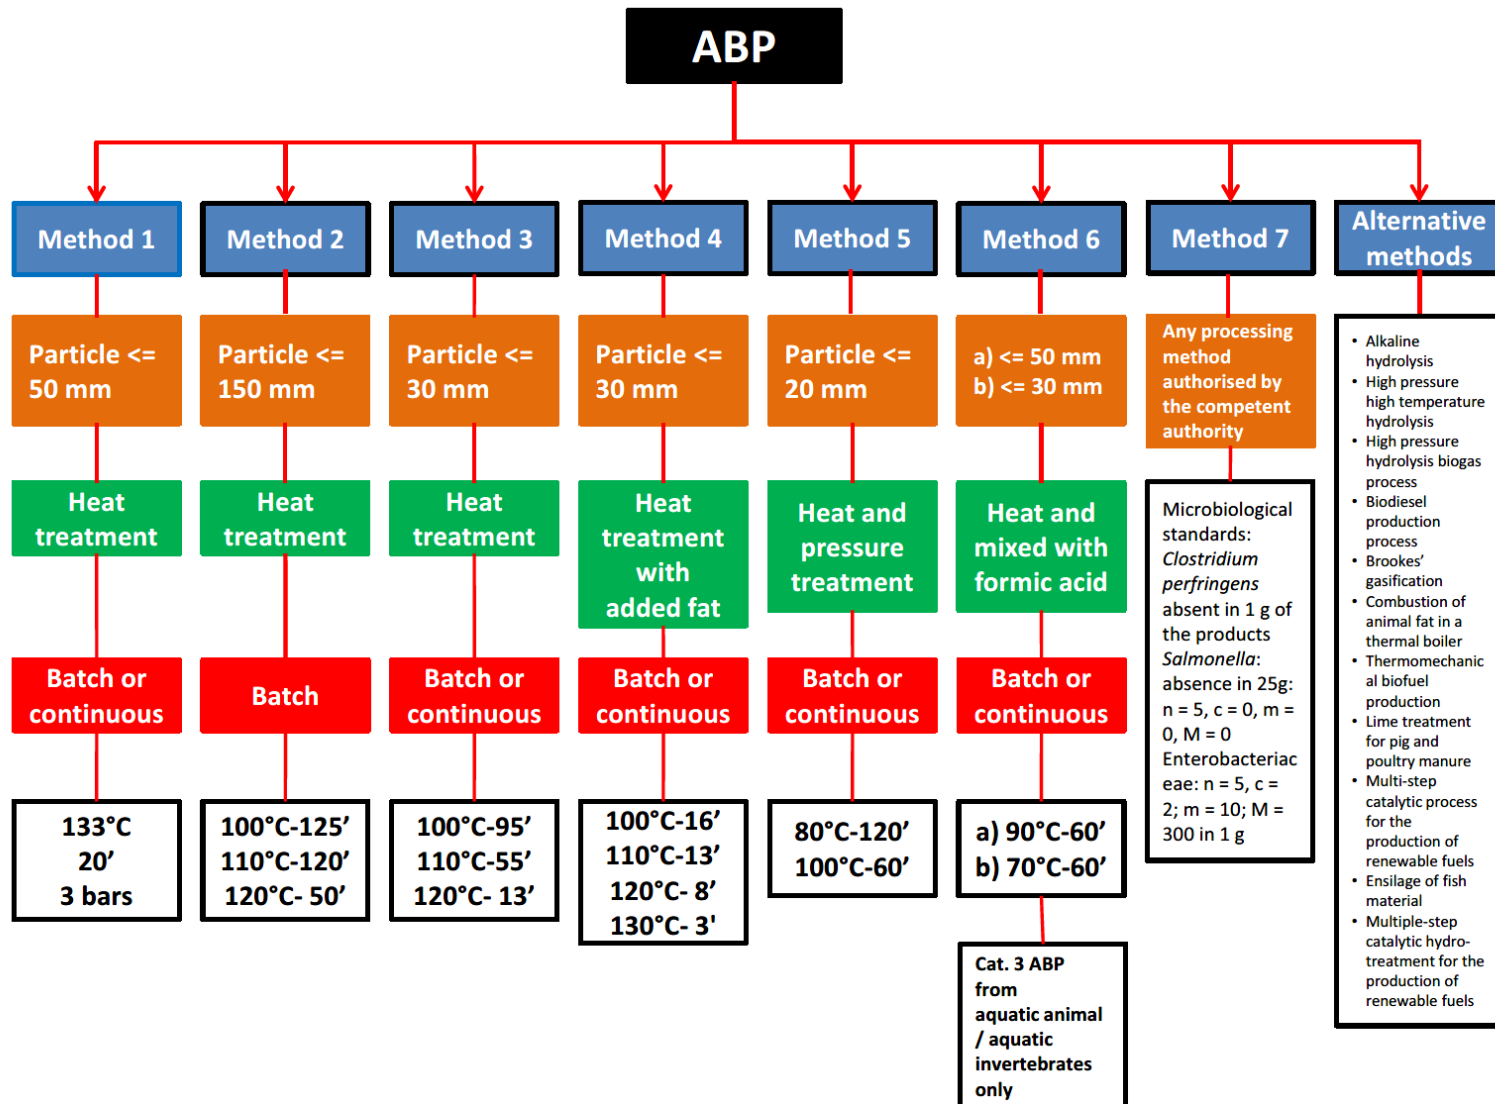 ABP
Method 1
Method 2
Method 3
Method 4
Method 5
Method 6
Method 7
Alternative
methods
Particle <=
50 mm
Particle <=
150 mm
Particle <=
30 mm
Particle <=
30 mm
Particle <=
20 mm
a) <= 50 mm
b) <= 30 mm
Any processing
method
authorised by
the competent
authority
Heat
treatment
Heat
treatment
Heat
treatment
Heat
treatment
with
added fat
Heat and
pressure
treatment
Heat and
mixed with
formic acid
Microbiological
standards:
Clostridium
perfringens
absent in 1 g of
the products
Salmonella:
absence in 25g:
n = 5, c = 0, m =
0, M = 0
Enterobacteriac
eae: n = 5, c =
2; m = 10; M =
300 in 1 g
• Alkaline
hydrolysis
• High pressure
high temperature
hydrolysis
• High pressure
hydrolysis biogas
process
• Biodiesel
production
process
• Brookes’
gasification
• Combustion of
animal fat in a
thermal boiler
• Thermomechanic
al biofuel
production
• Lime treatment
for pig and
poultry manure
• Multi-step
catalytic process
for the
production of
renewable fuels
• Ensilage of fish
material
• Multiple-step
catalytic hydro-
treatment for the
production of
renewable fuels
Batch or
continuous
Batch
Batch or
continuous
Batch or
continuous
Batch or
continuous
Batch or
continuous
133°C
20’
3 bars
100°C-125’
110°C-120’
120°C- 50’
100°C-95’
110°C-55’
120°C- 13’
100°C-16’
110°C-13’
120°C- 8’
130°C- 3'
80°C-120’
100°C-60’
a) 90°C-60’
b) 70°C-60’
Cat. 3 ABP
from
aquatic animal
/ aquatic
invertebrates
only